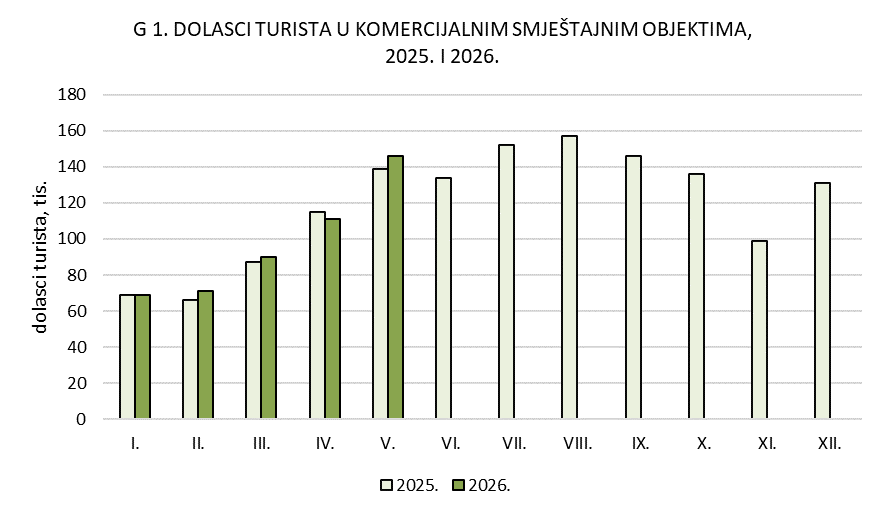 G 1. DOLASCI TURISTA U KOMERCIJALNIM SMJEŠTAJNIM OBJEKTIMA,
2025. I 2026.
dolasci turista, tis.
180
160
140
120
100
80
60
40
20
0
I. II. III. IV. V. VI. VII. VIII. IX. X. XI. XII.
2025. 2026.